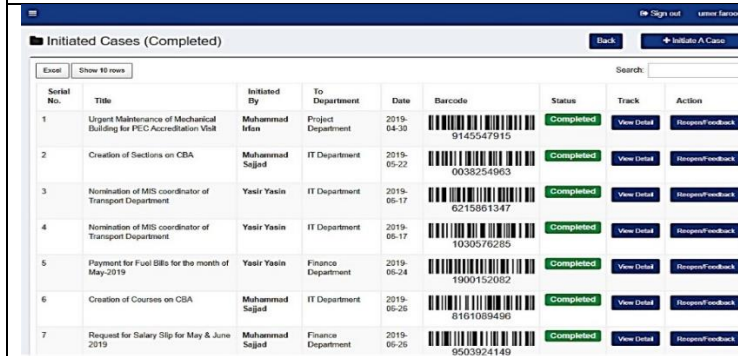 Sign out umer faroo
Initiated Cases (Completed)
Back + Initiate A Case
Excel Show 10 rows Search:
Serial No. Title Initiated By To Department Date Barcode Status Track Action
1 Urgent Maintenance of Mechanical Building for PEC Accreditation Visit Muhammad Irfan Project Department 2019-04-30 9145547915 Completed View Detail Reopen/Feedback
2 Creation of Sections on CBA Muhammad Sajjad IT Department 2019-05-22 0038254963 Completed View Detail Reopen/Feedback
3 Nomination of MIS coordinator of Transport Department Yasir Yasin IT Department 2019-06-17 6215861347 Completed View Detail Reopen/Feedback
4 Nomination of MIS coordinator of Transport Department Yasir Yasin IT Department 2019-06-17 1030576285 Completed View Detail Reopen/Feedback
5 Payment for Fuel Bills for the month of May-2019 Yasir Yasin Finance Department 2019-06-24 1900152082 Completed View Detail Reopen/Feedback
6 Creation of Courses on CBA Muhammad Sajjad IT Department 2019-06-26 8161089496 Completed View Detail Reopen/Feedback
7 Request for Salary Slip for May & June 2019 Muhammad Sajjad Finance Department 2019-06-26 9503924149 Completed View Detail Reopen/Feedback